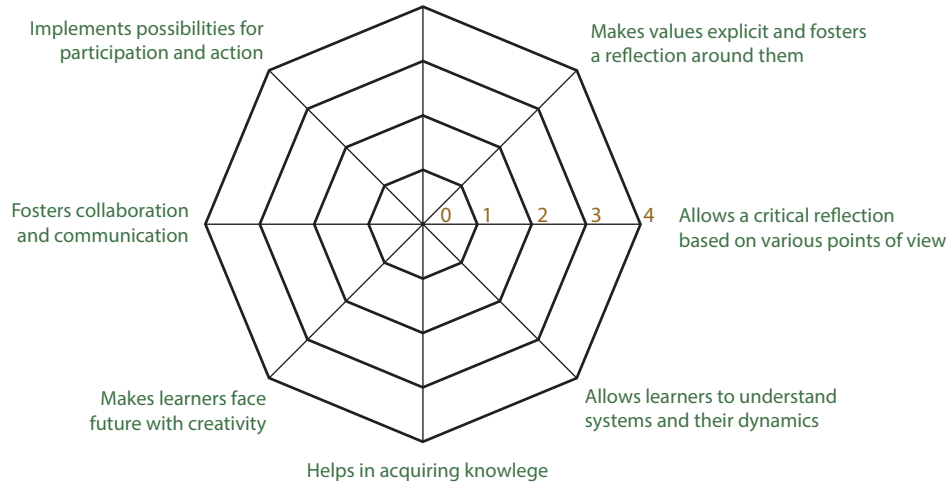 Implements possibilities for
participation and action
Makes values explicit and fosters
a reflection around them
Fosters collaboration
and communication
0 1 2 3 4
Allows a critical reflection
based on various points of view
Makes learners face
future with creativity
Allows learners to understand
systems and their dynamics
Helps in acquiring knowlege